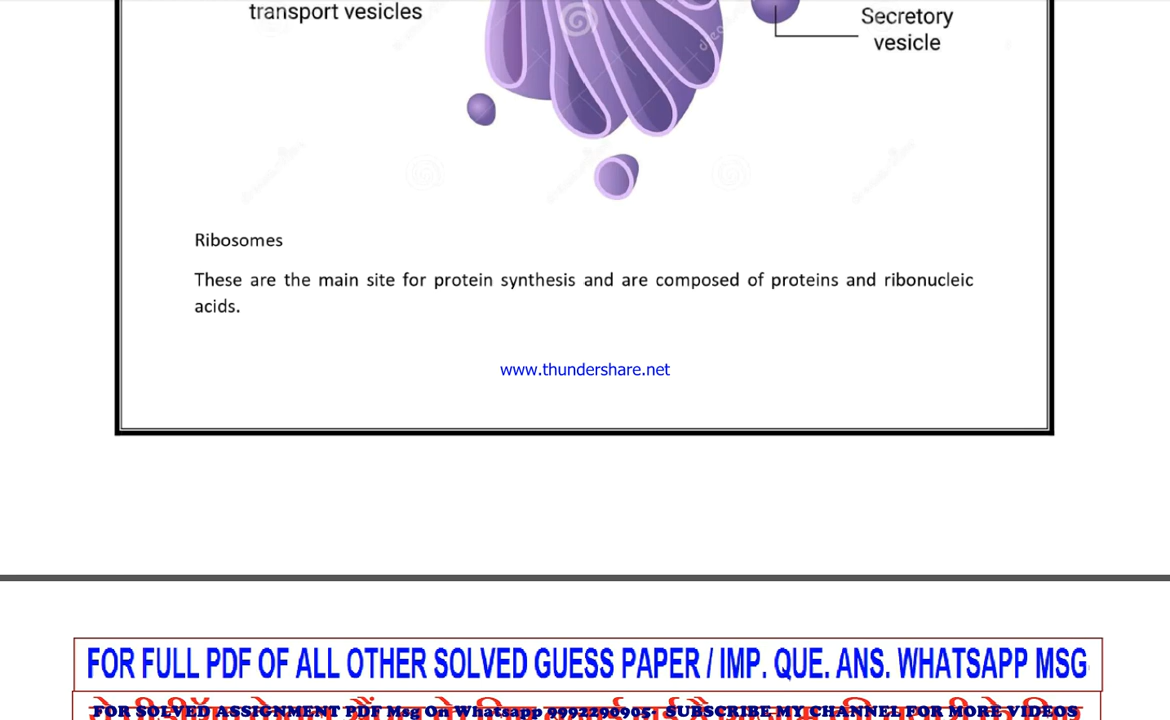 transport vesicles
Secretory
vesicle
Ribosomes
These are the main site for protein synthesis and are composed of proteins and ribonucleic
acids.
www.thundershare.net
FOR FULL PDF OF ALL OTHER SOLVED GUESS PAPER / IMP. QUE. ANS. WHATSAPP MSG
FOR SOLVED ASSIGNMENT PDF Msg On Whatsapp 9992290905- SUBSCRIBE MY CHANNEL FOR MORE VIDEOS